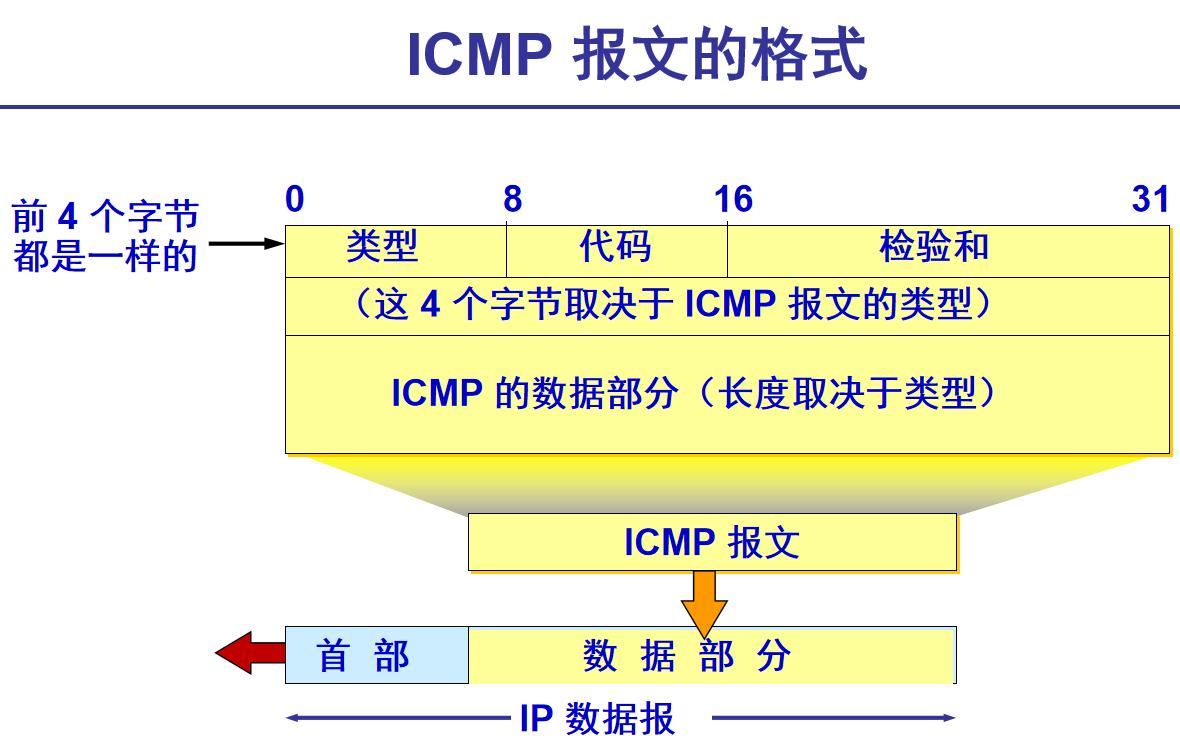 ICMP 报文的格式
0 8 16 31
前 4 个字节
都是一样的
类型 代码 检验和
（这 4 个字节取决于 ICMP 报文的类型）
ICMP 的数据部分（长度取决于类型）
ICMP 报文
首 部 数 据 部 分
IP 数据报